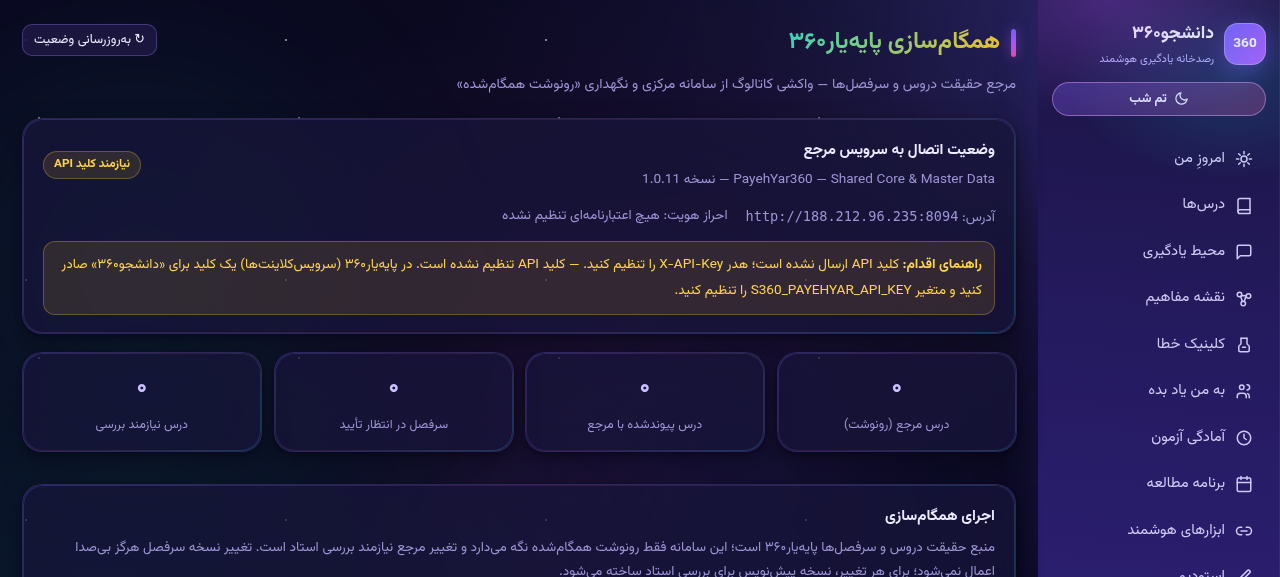 360
دانشجو۳۶۰
رصدخانه یادگیری هوشمند
تم شب
امروزِ من
درس‌ها
محیط یادگیری
نقشه مفاهیم
کلینیک خطا
به من یاد بده
آمادگی آزمون
برنامه مطالعه
ابزارهای هوشمند
استودیو
همگام‌سازی پایه‌یار۳۶۰
↻ به‌روزرسانی وضعیت
مرجع حقیقت دروس و سرفصل‌ها — واکشی کاتالوگ از سامانه مرکزی و نگهداری «رونوشت همگام‌شده»
وضعیت اتصال به سرویس مرجع
نیازمند کلید API
PayehYar360 — Shared Core & Master Data — نسخه 1.0.11
آدرس: http://188.212.96.235:8094 احراز هویت: هیچ اعتبارنامه‌ای تنظیم نشده
راهنمای اقدام: کلید API ارسال نشده است؛ هدر X-API-Key را تنظیم کنید. — کلید API تنظیم نشده است. در پایه‌یار۳۶۰ (سرویس‌کلاینت‌ها) یک کلید برای «دانشجو۳۶۰» صادر
کنید و متغیر S360_PAYEHYAR_API_KEY را تنظیم کنید.
۰
درس مرجع (رونوشت)
۰
درس پیوندشده با مرجع
۰
سرفصل در انتظار تأیید
۰
درس نیازمند بررسی
اجرای همگام‌سازی
منبع حقیقت دروس و سرفصل‌ها پایه‌یار۳۶۰ است؛ این سامانه فقط رونوشت همگام‌شده نگه می‌دارد و تغییر مرجع نیازمند بررسی استاد است. تغییر نسخه سرفصل هرگز بی‌صدا
اعمال نمی‌شود؛ برای هر تغییر، نسخه پیش‌نویس برای بررسی استاد ساخته می‌شود.